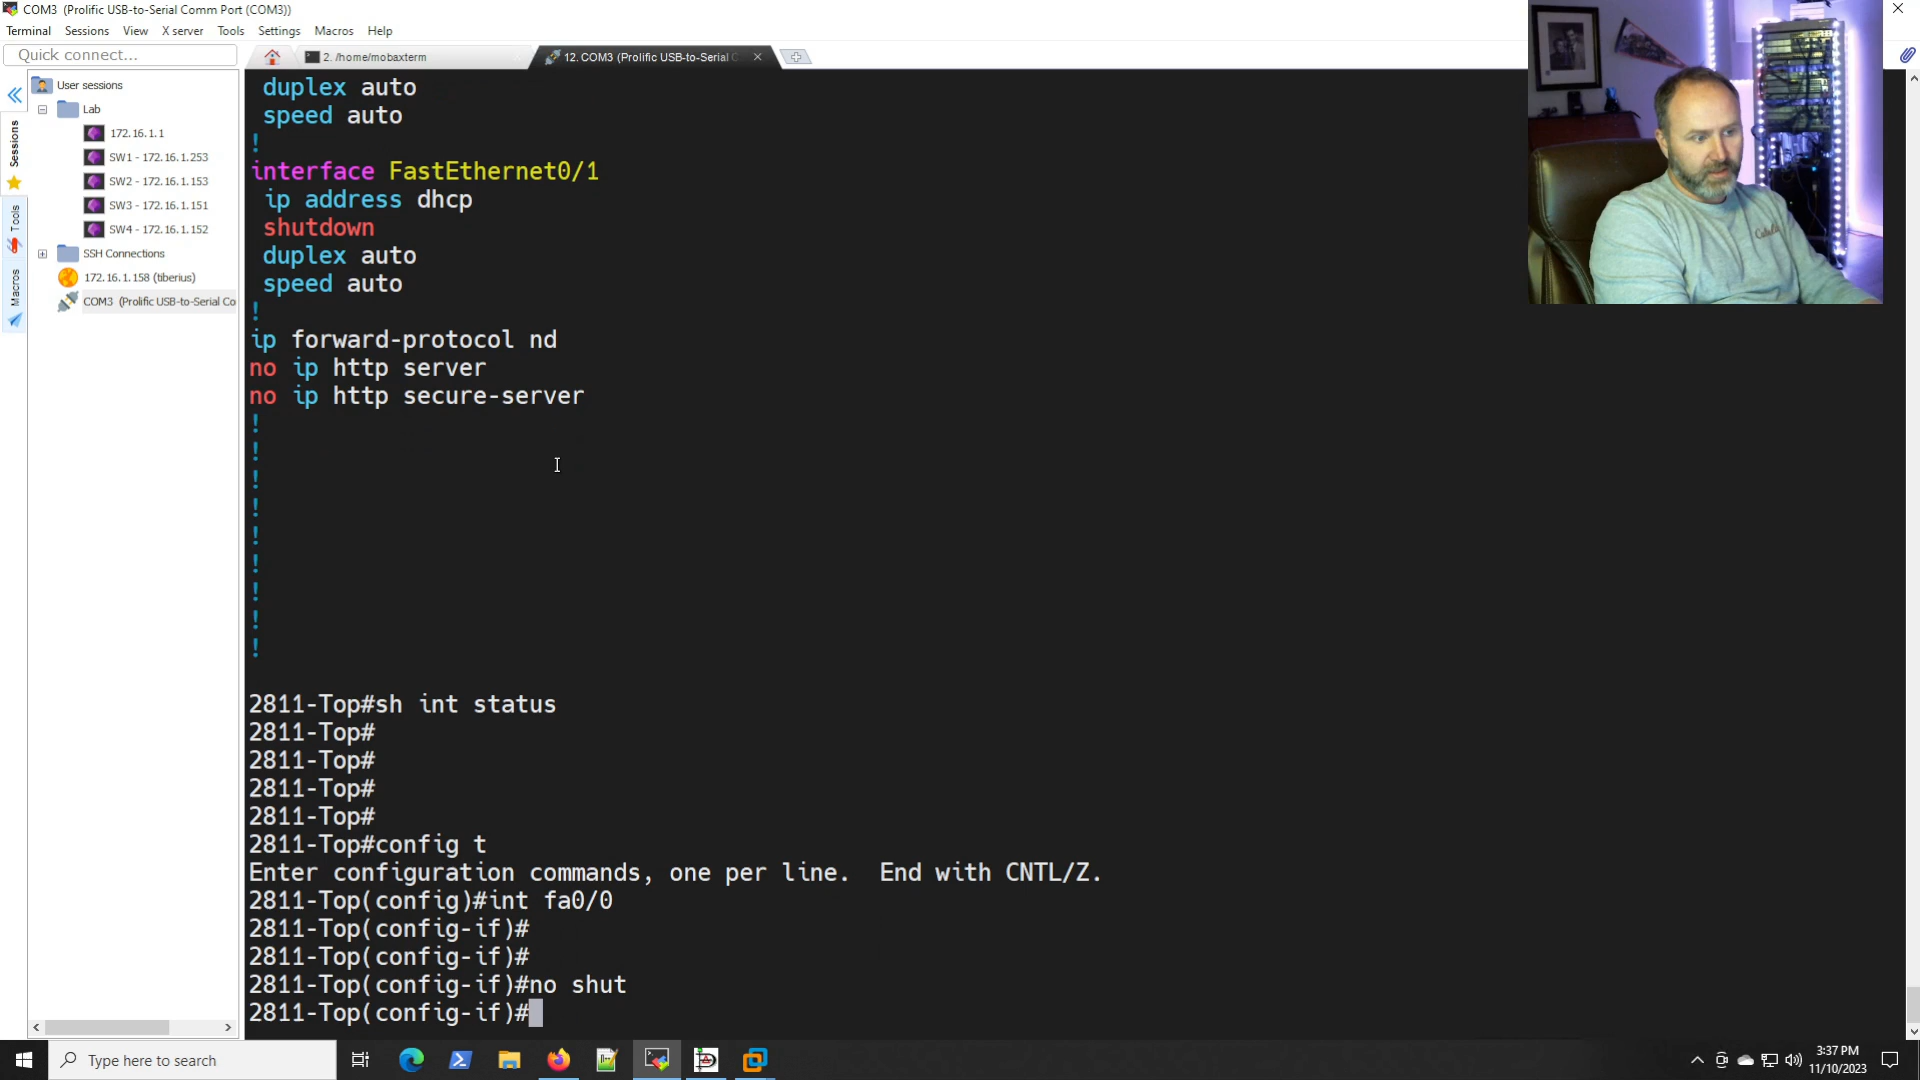 COM3  (Prolific USB-to-Serial Comm Port (COM3))
Terminal Sessions View X server Tools Settings Macros Help
Quick connect...
2. /home/mobaxterm
12. COM3 (Prolific USB-to-Serial C
User sessions
Lab
172.16.1.1
SW1 - 172.16.1.253
SW2 - 172.16.1.153
SW3 - 172.16.1.151
SW4 - 172.16.1.152
SSH Connections
172.16.1.158 (tiberius)
COM3  (Prolific USB-to-Serial Co
Sessions
Tools
Macros
duplex auto
speed auto
!
interface FastEthernet0/1
ip address dhcp
shutdown
duplex auto
speed auto
!
ip forward-protocol nd
no ip http server
no ip http secure-server
!
!
!
!
!
!
!
!
!
2811-Top#sh int status
2811-Top#
2811-Top#
2811-Top#
2811-Top#
2811-Top#config t
Enter configuration commands, one per line.  End with CNTL/Z.
2811-Top(config)#int fa0/0
2811-Top(config-if)#
2811-Top(config-if)#
2811-Top(config-if)#no shut
2811-Top(config-if)#
Type here to search
3:37 PM
11/10/2023